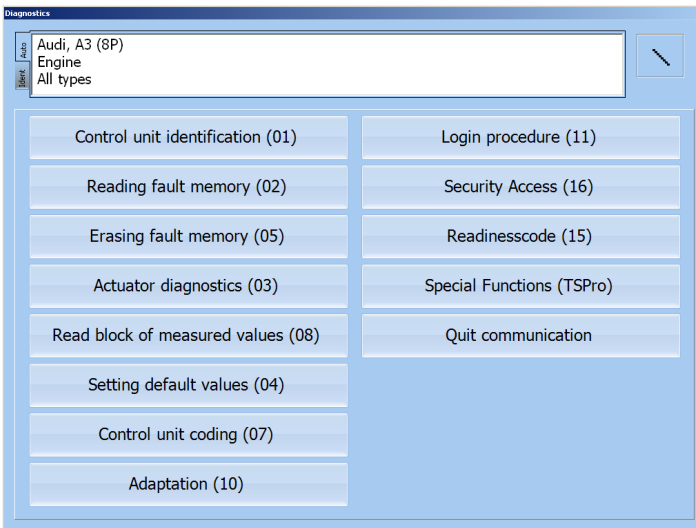 Diagnostics
Auto
Ident
Audi, A3 (8P)
Engine
All types
Control unit identification (01)
Reading fault memory (02)
Erasing fault memory (05)
Actuator diagnostics (03)
Read block of measured values (08)
Setting default values (04)
Control unit coding (07)
Adaptation (10)
Login procedure (11)
Security Access (16)
Readinesscode (15)
Special Functions (TSPro)
Quit communication